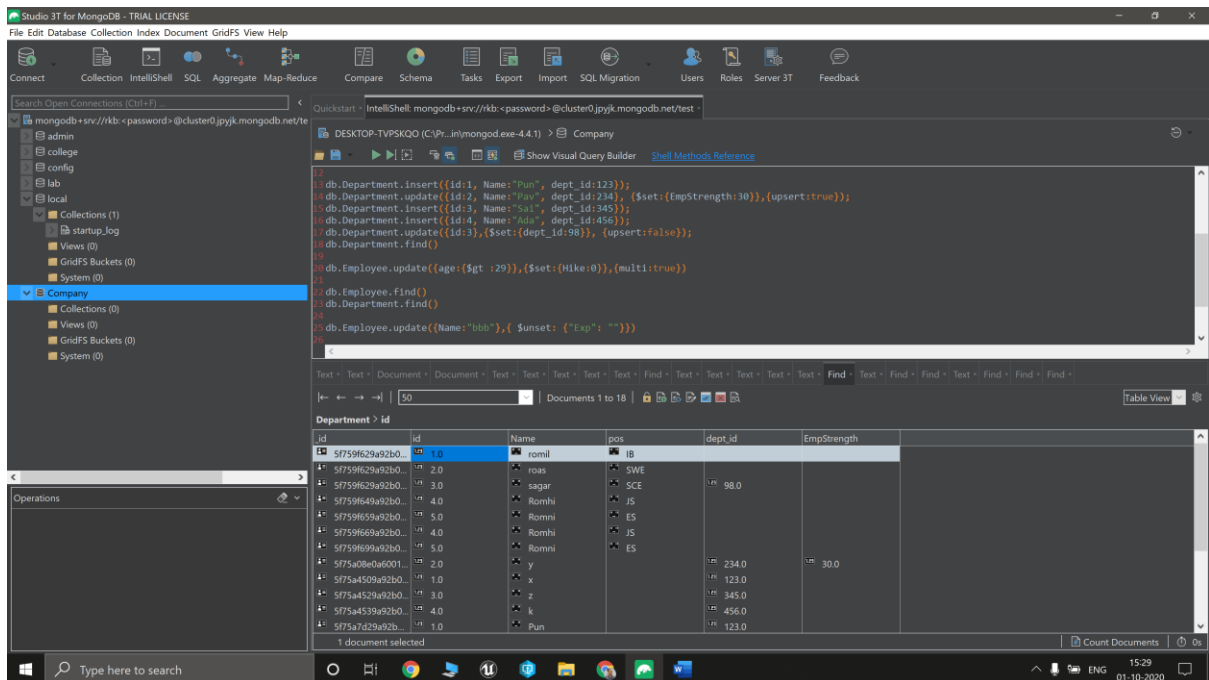 Studio 3T for MongoDB - TRIAL LICENSE
File Edit Database Collection Index Document GridFS View Help
Connect Collection IntelliShell SQL Aggregate Map-Reduce Compare Schema Tasks Export Import SQL Migration Users Roles Server 3T Feedback
Search Open Connections (Ctrl+F) ...
Quickstart IntelliShell: mongodb+srv://rkb:<password>@cluster0.jpyjk.mongodb.net/test
mongodb+srv://rkb:<password>@cluster0.jpyjk.mongodb.net/te
admin
college
config
lab
local
Collections (1)
startup_log
Views (0)
GridFS Buckets (0)
System (0)
Company
Collections (0)
Views (0)
GridFS Buckets (0)
System (0)
Operations
DESKTOP-TVPSKQO (C:\Pr...in\mongod.exe-4.4.1) > Company
Show Visual Query Builder Shell Methods Reference
12
13 db.Department.insert({id:1, Name:"Pun", dept_id:123});
14 db.Department.update({id:2, Name:"Pav", dept_id:234}, {$set:{EmpStrength:30}},{upsert:true});
15 db.Department.insert({id:3, Name:"Sai", dept_id:345});
16 db.Department.insert({id:4, Name:"Ada", dept_id:456});
17 db.Department.update({id:3},{$set:{dept_id:98}}, {upsert:false});
18 db.Department.find()
19
20 db.Employee.update({age:{$gt :29}},{$set:{Hike:0}},{multi:true})
21
22 db.Employee.find()
23 db.Department.find()
24
25 db.Employee.update({Name:"bbb"},{ $unset: {"Exp": ""}})
26
Text Text Document Document Text Text Text Text Text Find Text Text Text Text Find Text Find Find Text Find Find Find
50 Documents 1 to 18 Table View
Department > id
_id id Name pos dept_id EmpStrength
5f759f629a92b0... 1.0 romil IB
5f759f629a92b0... 2.0 roas SWE
5f759f629a92b0... 3.0 sagar SCE 98.0
5f759f649a92b0... 4.0 Romhi JS
5f759f659a92b0... 5.0 Romni ES
5f759f669a92b0... 4.0 Romhi JS
5f759f699a92b0... 5.0 Romni ES
5f75a08e0a6001... 2.0 y 234.0 30.0
5f75a4509a92b0... 1.0 x 123.0
5f75a4529a92b0... 3.0 z 345.0
5f75a4539a92b0... 4.0 k 456.0
5f75a7d29a92b... 1.0 Pun 123.0
1 document selected Count Documents 0s
Type here to search
ENG 15:29
01-10-2020